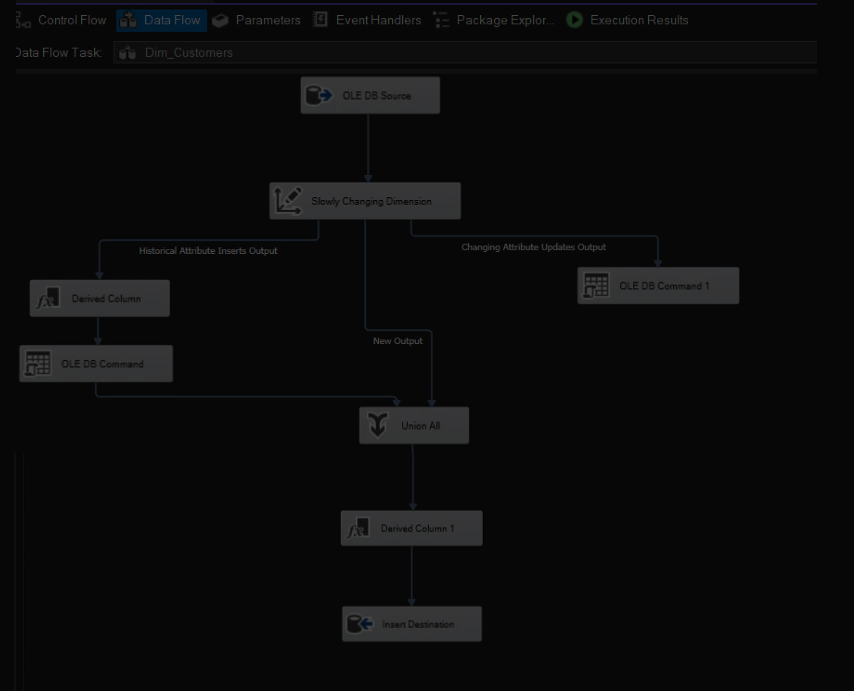 Control Flow Data Flow Parameters Event Handlers Package Explor... Execution Results
Data Flow Task: Dim_Customers
OLE DB Source
Slowly Changing Dimension
Historical Attribute Inserts Output
Changing Attribute Updates Output
Derived Column
OLE DB Command 1
New Output
OLE DB Command
Union All
Derived Column 1
Insert Destination